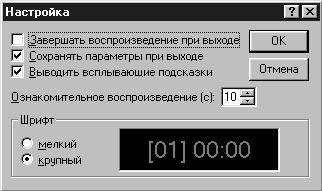 Настройка
Завершать воспроизведение при выходе
OK
Сохранять параметры при выходе
Выводить всплывающие подсказки
Отмена
Ознакомительное воспроизведение (с): 10
Шрифт
мелкий
крупный
[01] 00:00